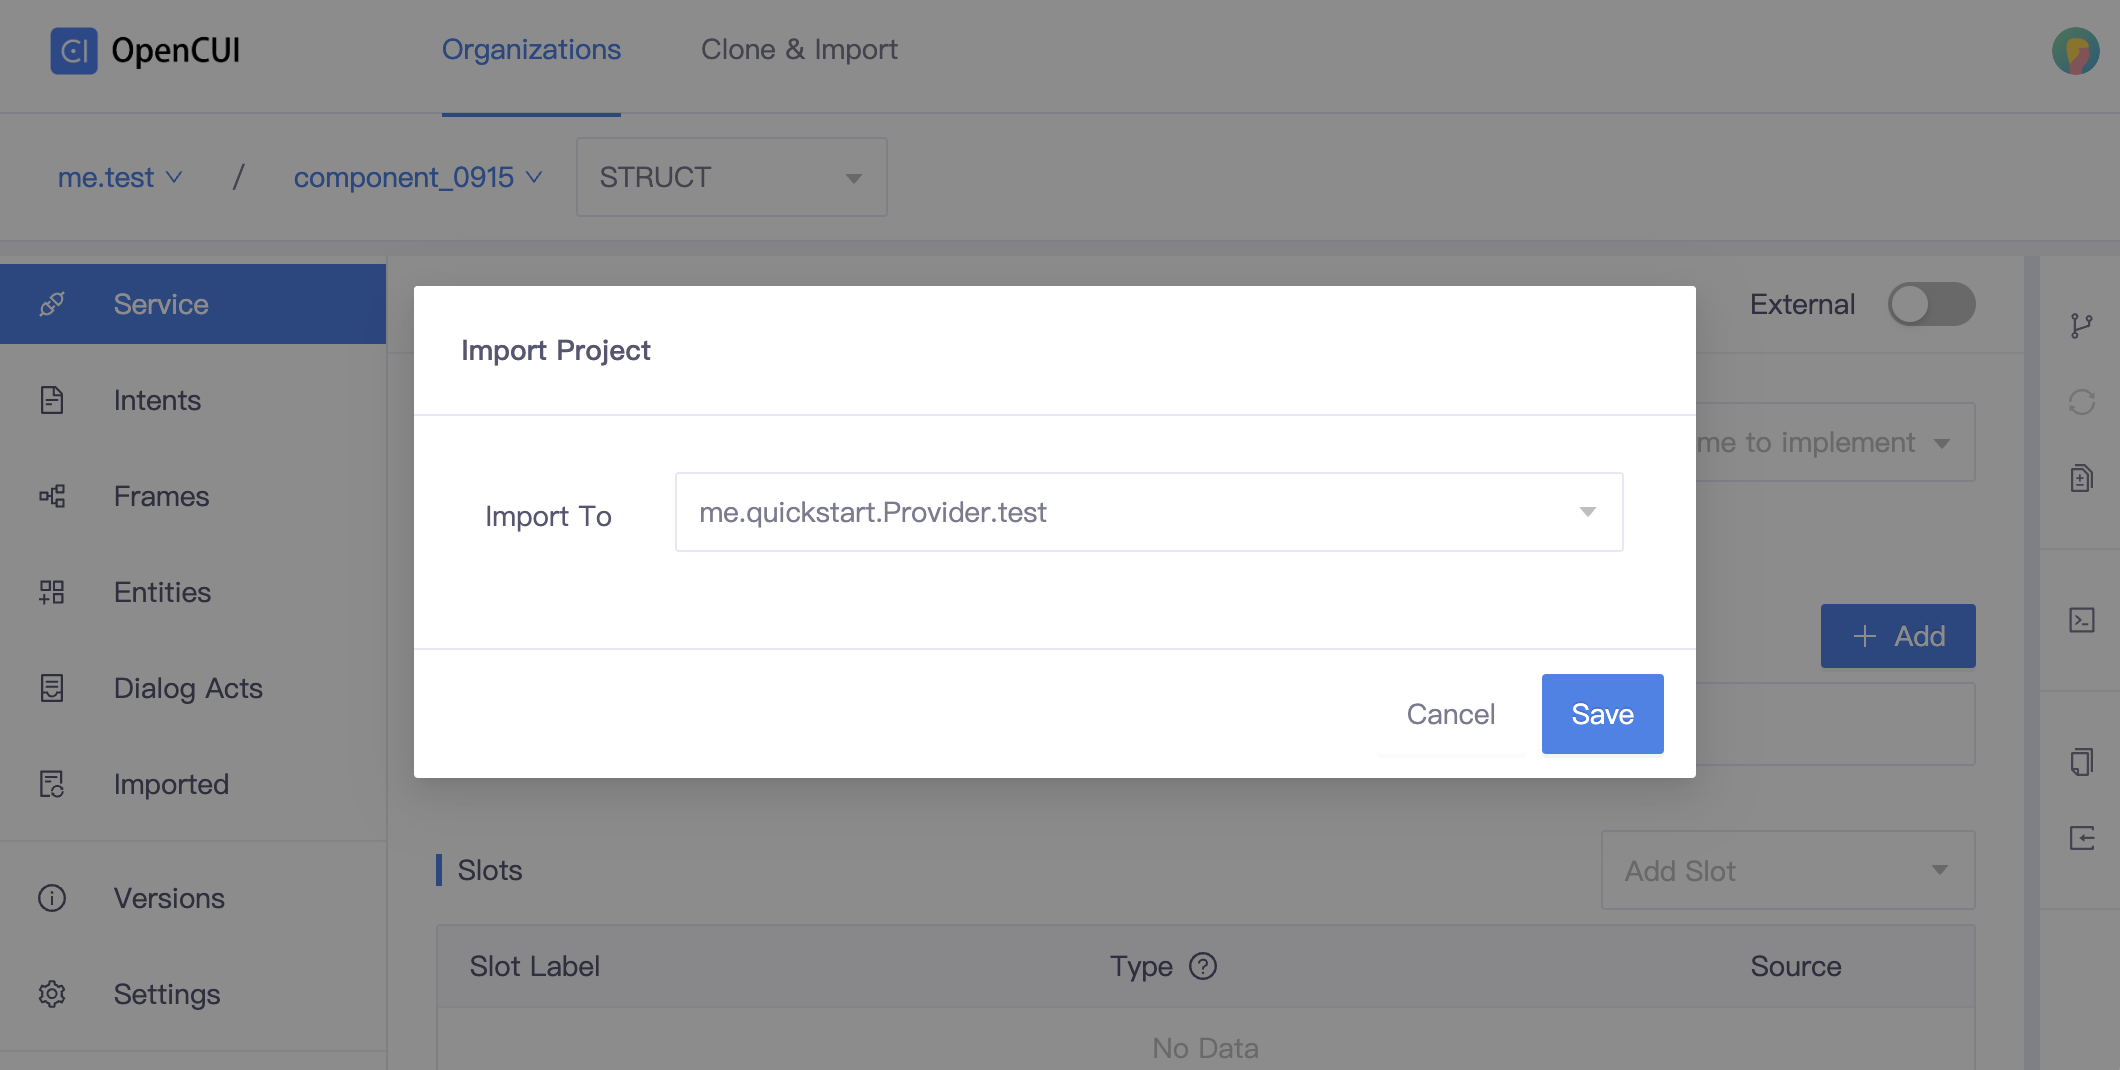 OpenCUI
Organizations
Clone & Import
me.test / component_0915 STRUCT
Service
Intents
Frames
Entities
Dialog Acts
Imported
Versions
Settings
External
Import Project
Import To
me.quickstart.Provider.test
me to implement
+ Add
Cancel
Save
Slots
Add Slot
Slot Label
Type
Source
No Data